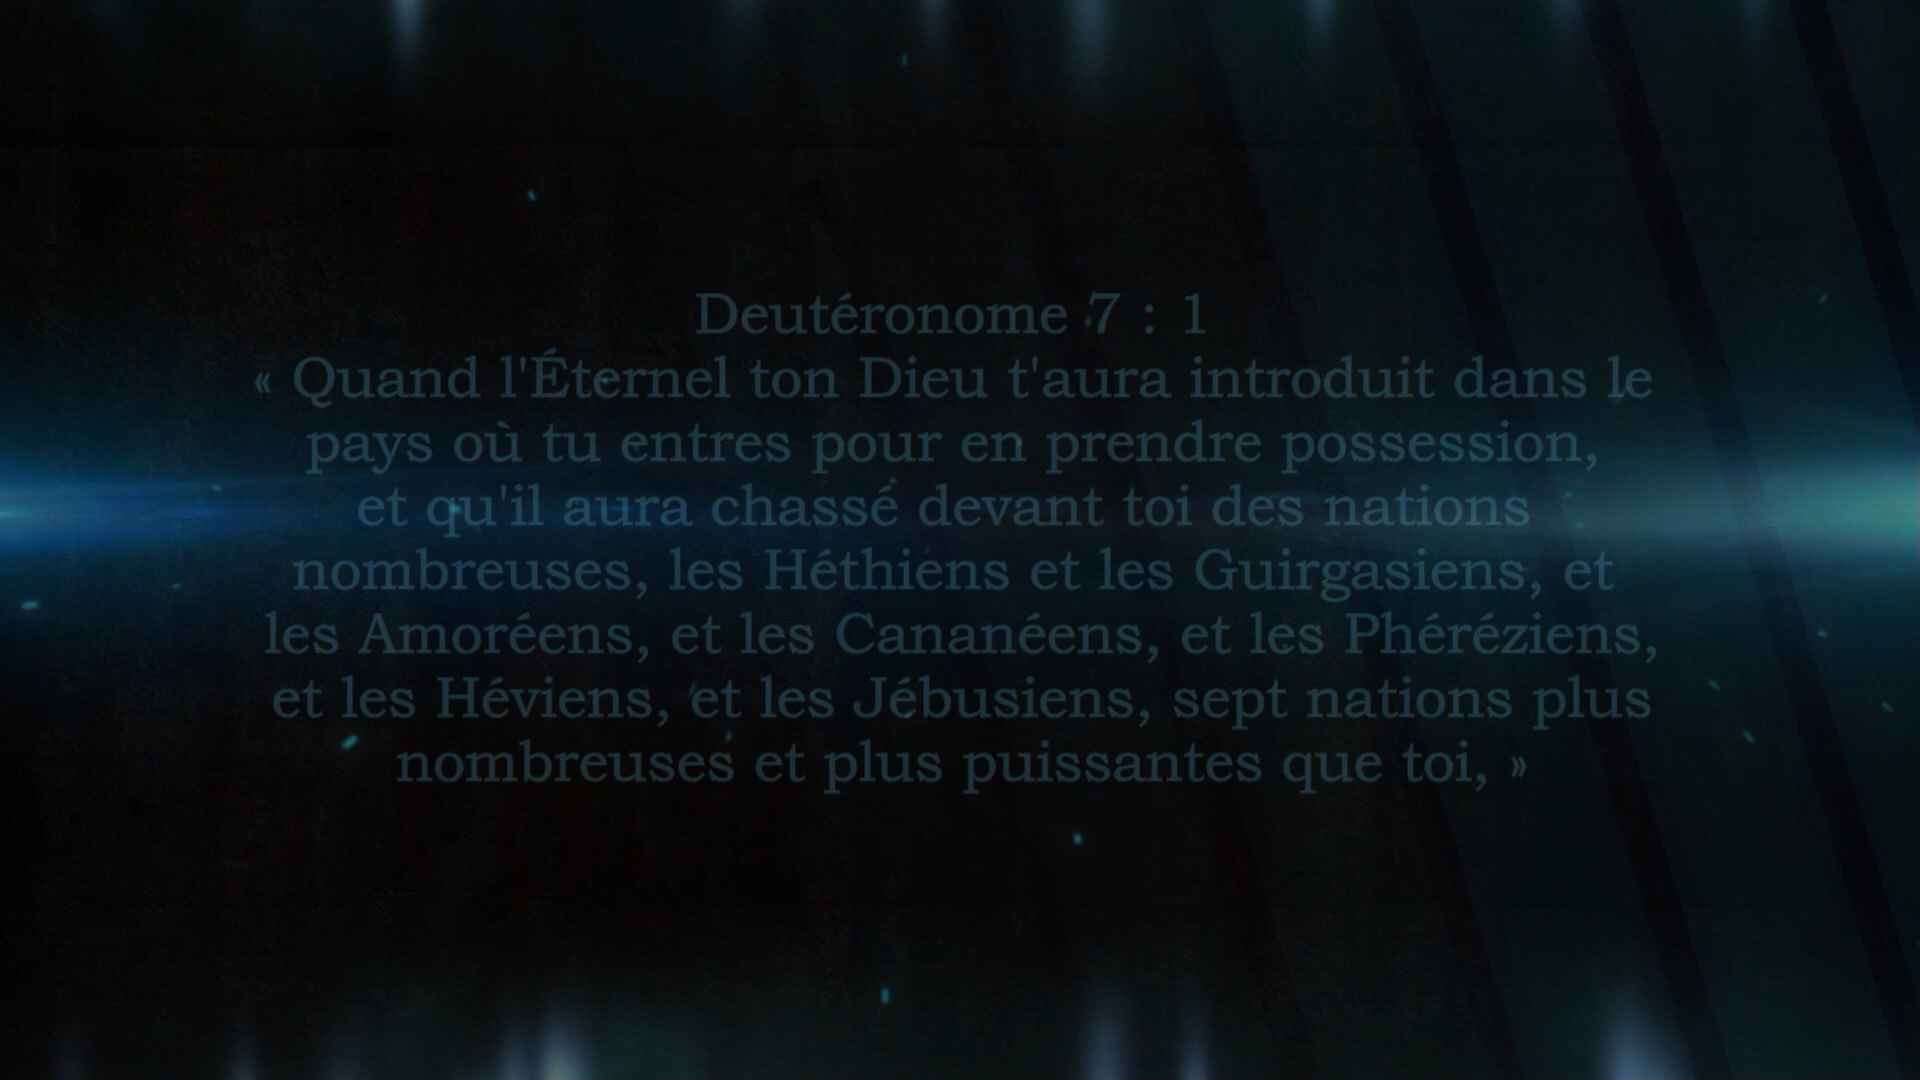 Deutéronome 7 : 1
« Quand l'Éternel ton Dieu t'aura introduit dans le
pays où tu entres pour en prendre possession,
et qu'il aura chassé devant toi des nations
nombreuses, les Héthiens et les Guirgasiens, et
les Amoréens, et les Cananéens, et les Phéréziens,
et les Héviens, et les Jébusiens, sept nations plus
nombreuses et plus puissantes que toi, »